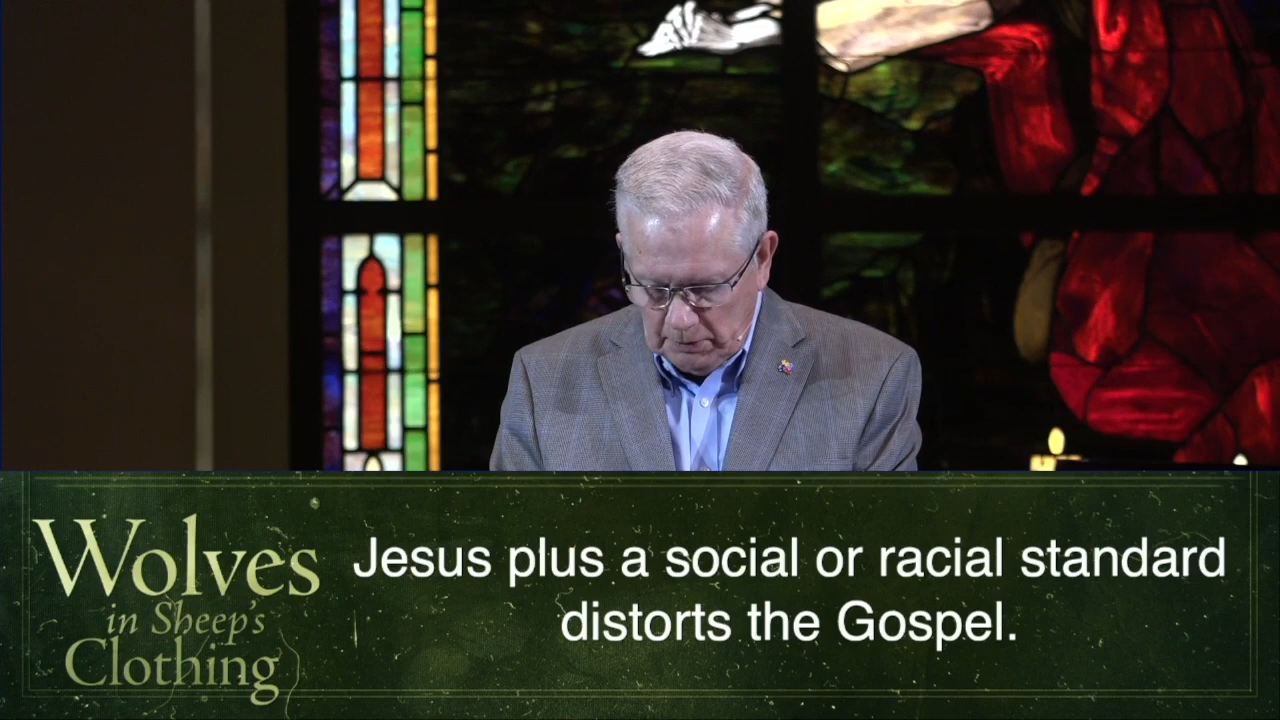 Wolves
in Sheep's
Clothing
Jesus plus a social or racial standard
distorts the Gospel.